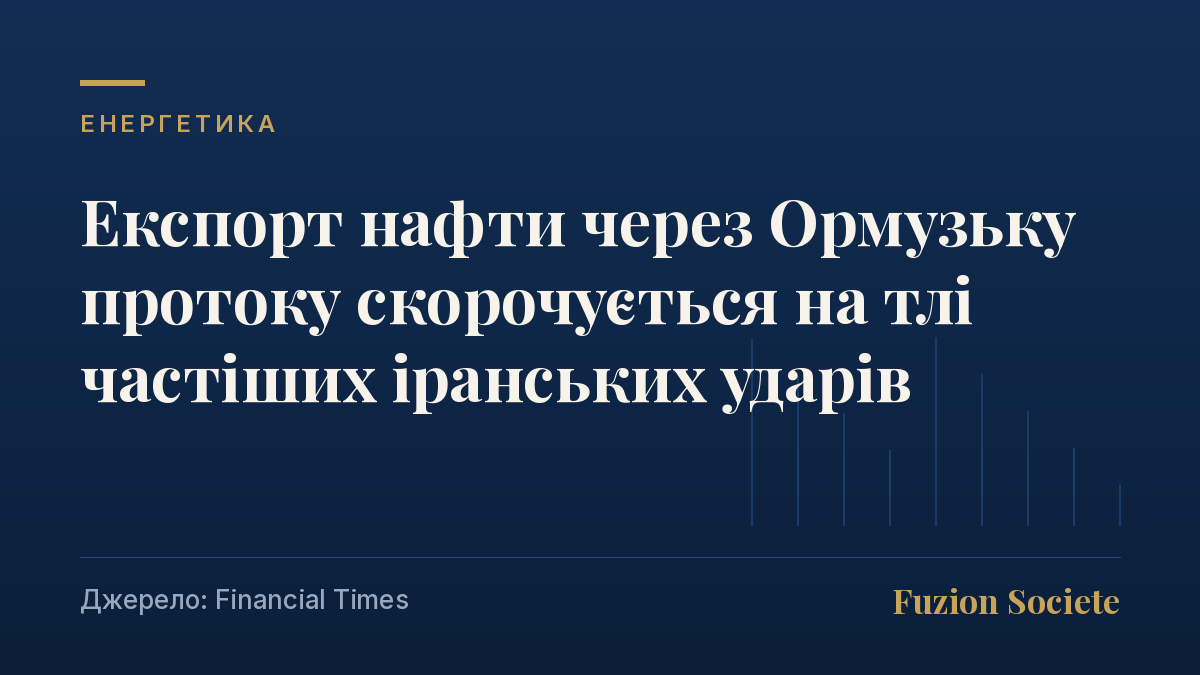 ЕНЕРГЕТИКА
Експорт нафти через Ормузьку
протоку скорочується на тлі
частіших іранських ударів
Джерело: Financial Times
Fuzion Societe